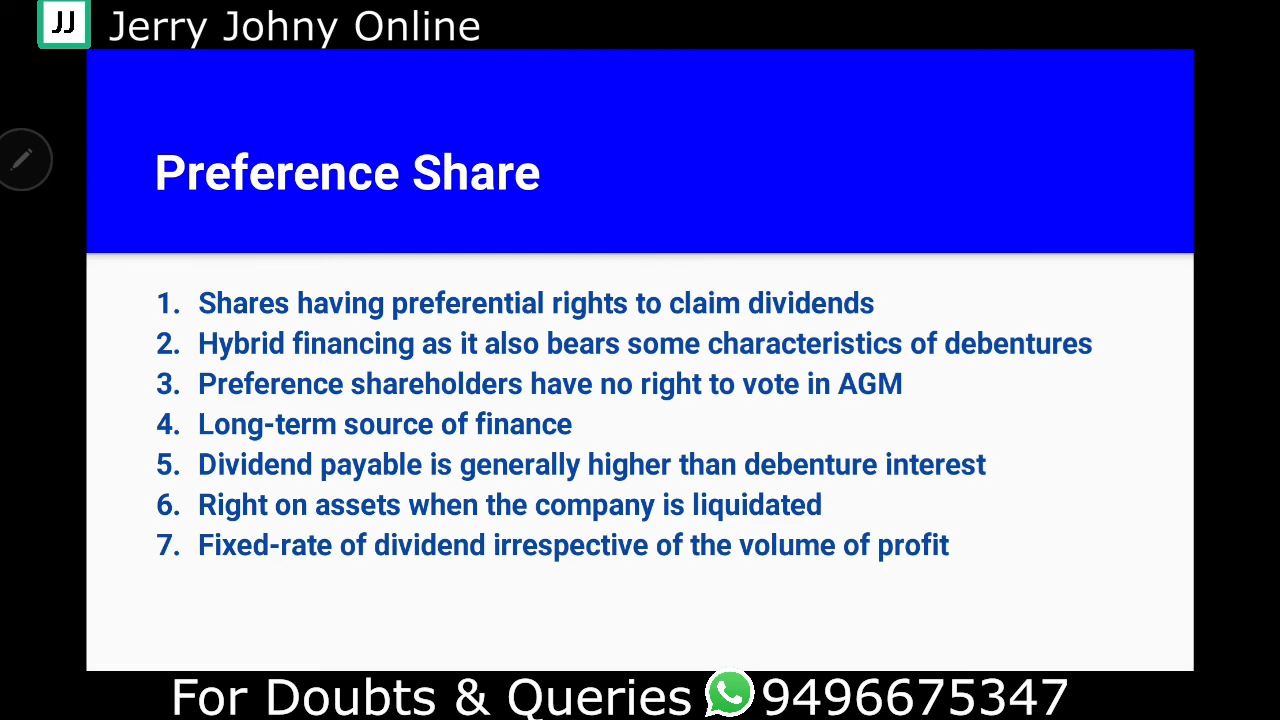 JJ Jerry Johny Online
Preference Share
1. Shares having preferential rights to claim dividends
2. Hybrid financing as it also bears some characteristics of debentures
3. Preference shareholders have no right to vote in AGM
4. Long-term source of finance
5. Dividend payable is generally higher than debenture interest
6. Right on assets when the company is liquidated
7. Fixed-rate of dividend irrespective of the volume of profit
For Doubts & Queries 9496675347